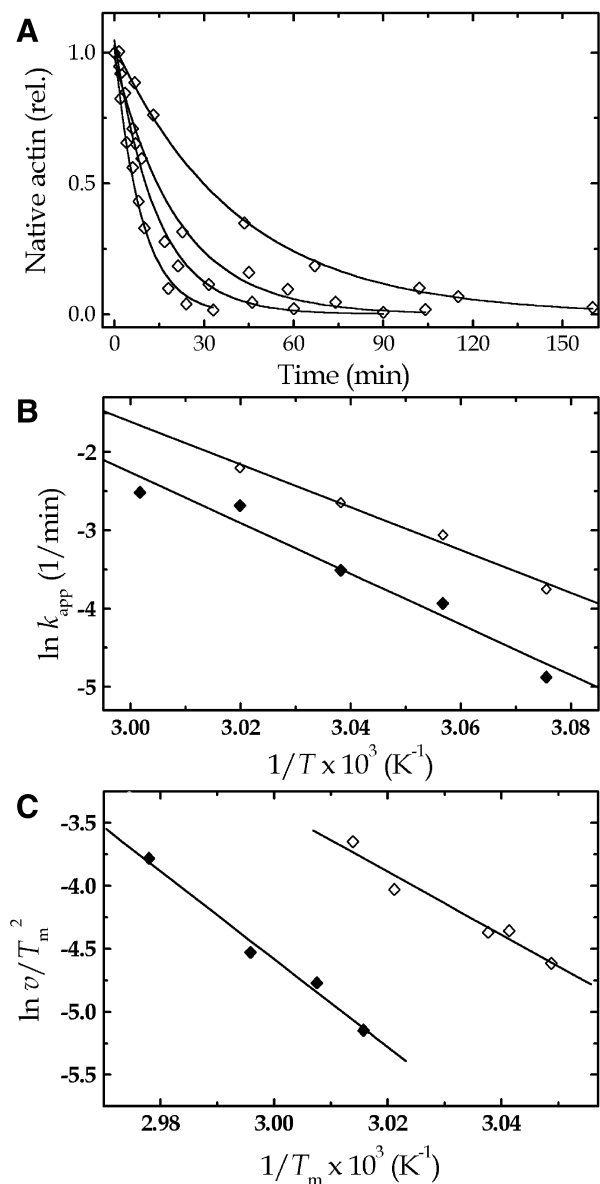 A
1.0
0.5
0.0
Native actin (rel.)
0 30 60 90 120 150
Time (min)
B
-2
-3
-4
-5
ln kapp (1/min)
3.00 3.02 3.04 3.06 3.08
1/T x 10³ (K⁻¹)
C
-3.5
-4.0
-4.5
-5.0
-5.5
ln v/Tm²
2.98 3.00 3.02 3.04
1/Tm x 10³ (K⁻¹)